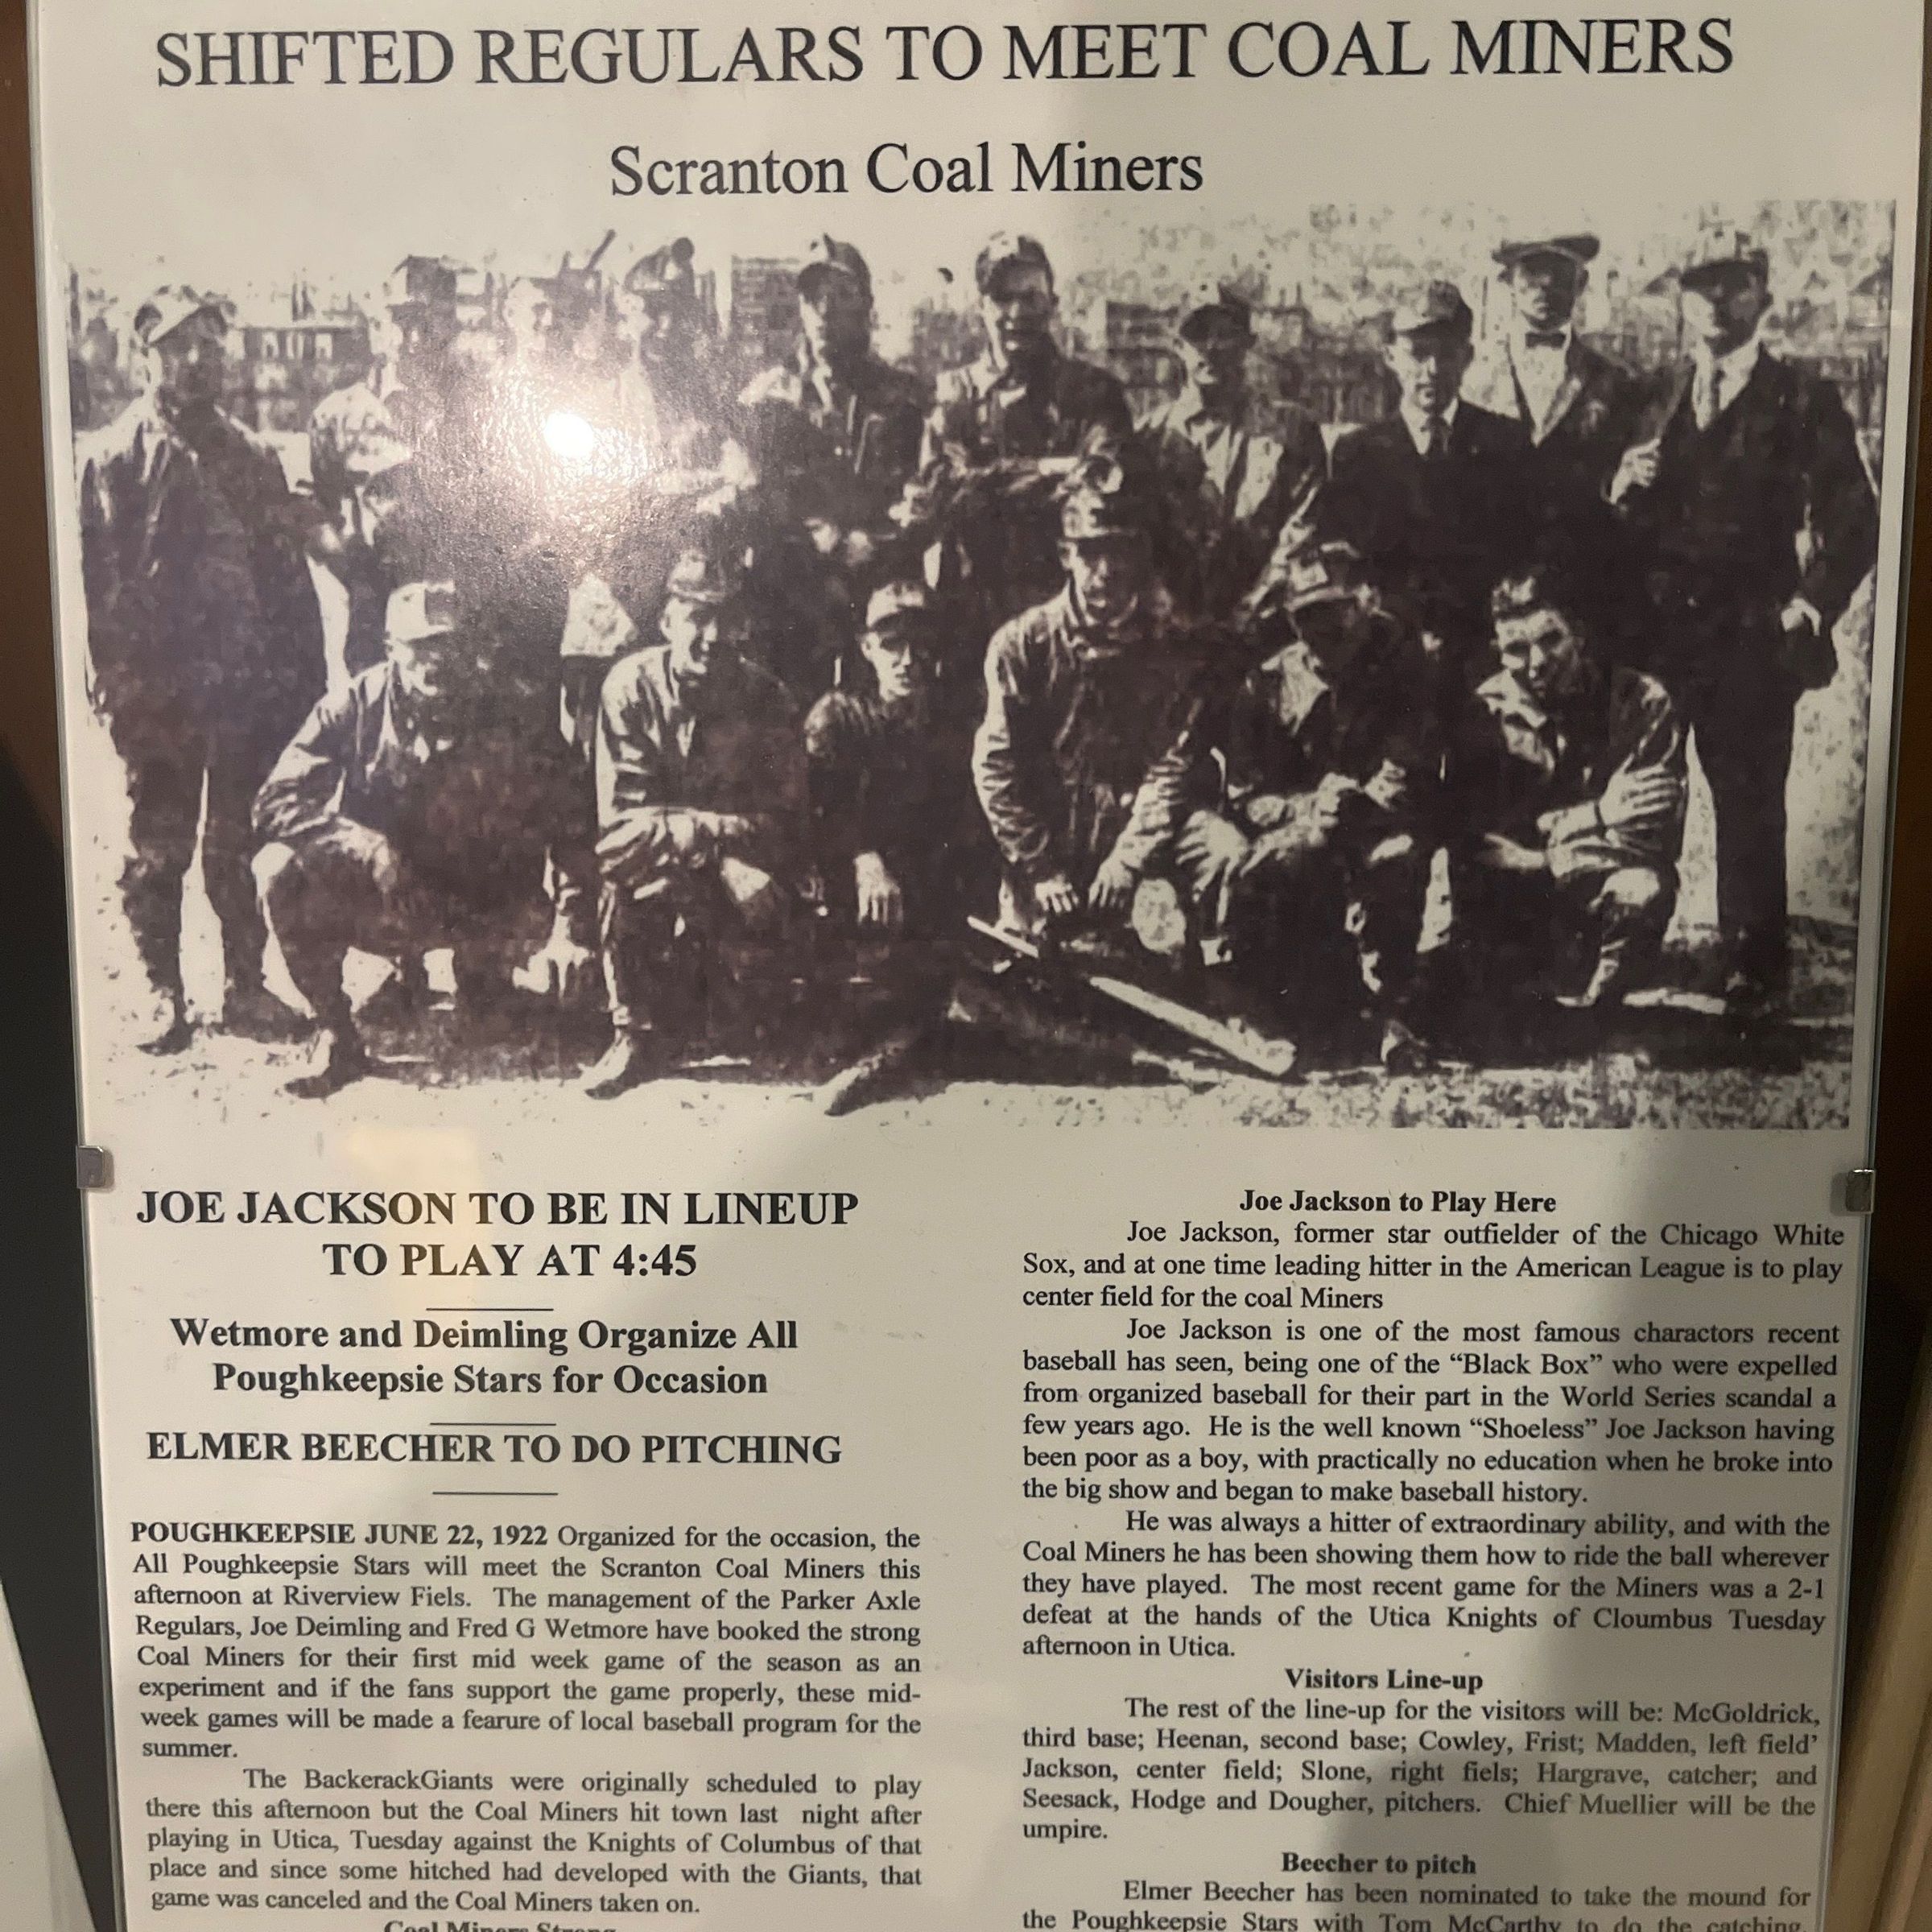 SHIFTED REGULARS TO MEET COAL MINERS
Scranton Coal Miners
JOE JACKSON TO BE IN LINEUP
TO PLAY AT 4:45
Wetmore and Deimling Organize All
Poughkeepsie Stars for Occasion
ELMER BEECHER TO DO PITCHING
POUGHKEEPSIE JUNE 22, 1922 Organized for the occasion, the
All Poughkeepsie Stars will meet the Scranton Coal Miners this
afternoon at Riverview Fiels. The management of the Parker Axle
Regulars, Joe Deimling and Fred G Wetmore have booked the strong
Coal Miners for their first mid week game of the season as an
experiment and if the fans support the game properly, these mid-
week games will be made a fearure of local baseball program for the
summer.
The BackerackGiants were originally scheduled to play
there this afternoon but the Coal Miners hit town last night after
playing in Utica, Tuesday against the Knights of Columbus of that
place and since some hitched had developed with the Giants, that
game was canceled and the Coal Miners taken on.
Coal Miners Strong
Joe Jackson to Play Here
Joe Jackson, former star outfielder of the Chicago White
Sox, and at one time leading hitter in the American League is to play
center field for the coal Miners
Joe Jackson is one of the most famous charactors recent
baseball has seen, being one of the “Black Box” who were expelled
from organized baseball for their part in the World Series scandal a
few years ago. He is the well known “Shoeless” Joe Jackson having
been poor as a boy, with practically no education when he broke into
the big show and began to make baseball history.
He was always a hitter of extraordinary ability, and with the
Coal Miners he has been showing them how to ride the ball wherever
they have played. The most recent game for the Miners was a 2-1
defeat at the hands of the Utica Knights of Cloumbus Tuesday
afternoon in Utica.
Visitors Line-up
The rest of the line-up for the visitors will be: McGoldrick,
third base; Heenan, second base; Cowley, Frist; Madden, left field’
Jackson, center field; Slone, right fiels; Hargrave, catcher; and
Seesack, Hodge and Dougher, pitchers. Chief Muellier will be the
umpire.
Beecher to pitch
Elmer Beecher has been nominated to take the mound for
the Poughkeepsie Stars with Tom McCarthy to do the catching.